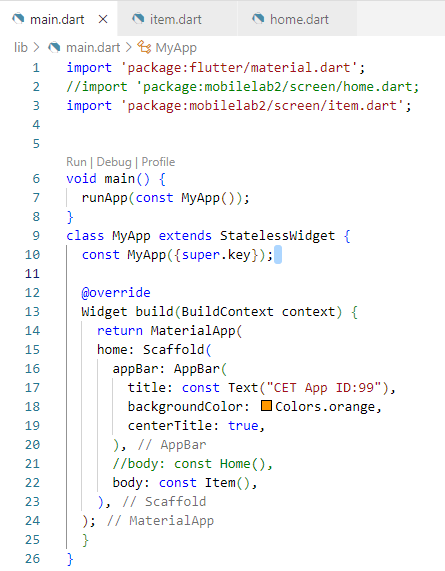 main.dart × item.dart home.dart
lib > main.dart > MyApp
1 import 'package:flutter/material.dart';
2 //import 'package:mobilelab2/screen/home.dart;
3 import 'package:mobilelab2/screen/item.dart';
4
5
Run | Debug | Profile
6 void main() {
7 runApp(const MyApp());
8 }
9 class MyApp extends StatelessWidget {
10 const MyApp({super.key});
11
12 @override
13 Widget build(BuildContext context) {
14 return MaterialApp(
15 home: Scaffold(
16 appBar: AppBar(
17 title: const Text("CET App ID:99"),
18 backgroundColor: Colors.orange,
19 centerTitle: true,
20 ), // AppBar
21 //body: const Home(),
22 body: const Item(),
23 ), // Scaffold
24 ); // MaterialApp
25 }
26 }